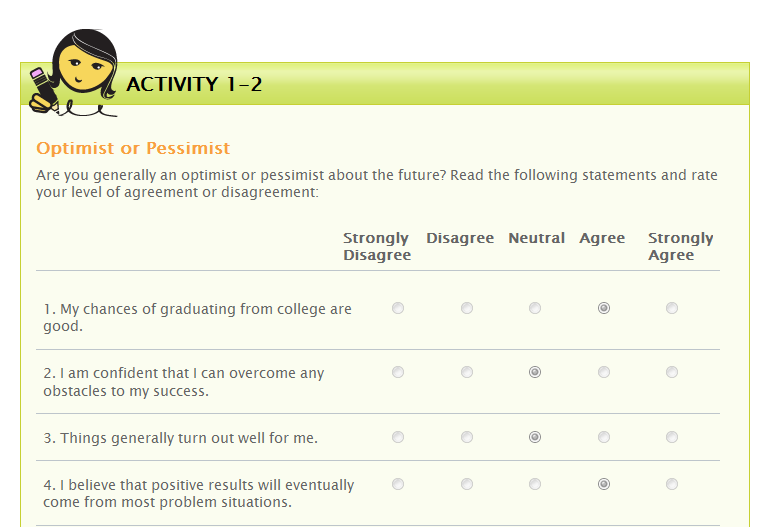 ACTIVITY 1-2
Optimist or Pessimist
Are you generally an optimist or pessimist about the future? Read the following statements and rate
your level of agreement or disagreement:
Strongly Disagree Neutral Agree Strongly
Disagree Agree
1. My chances of graduating from college are
good.
2. I am confident that I can overcome any
obstacles to my success.
3. Things generally turn out well for me.
4. I believe that positive results will eventually
come from most problem situations.